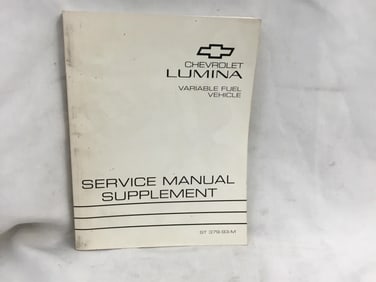 CHEVROLET
LUMINA
VARIABLE FUEL
VEHICLE
SERVICE MANUAL
SUPPLEMENT
ST 379-93-M